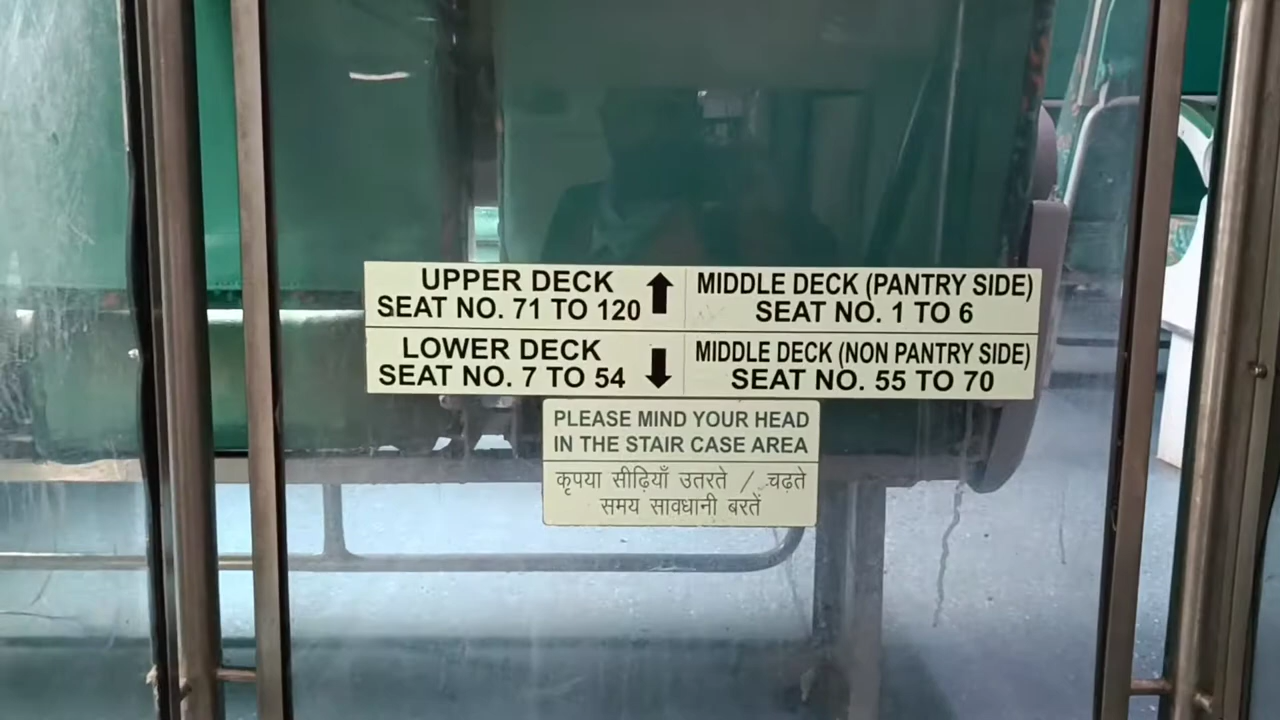 UPPER DECK
SEAT NO. 71 TO 120
MIDDLE DECK (PANTRY SIDE)
SEAT NO. 1 TO 6
LOWER DECK
SEAT NO. 7 TO 54
MIDDLE DECK (NON PANTRY SIDE)
SEAT NO. 55 TO 70
PLEASE MIND YOUR HEAD
IN THE STAIR CASE AREA
कृपया सीढ़ियाँ उतरते / चढ़ते
समय सावधानी बरतें